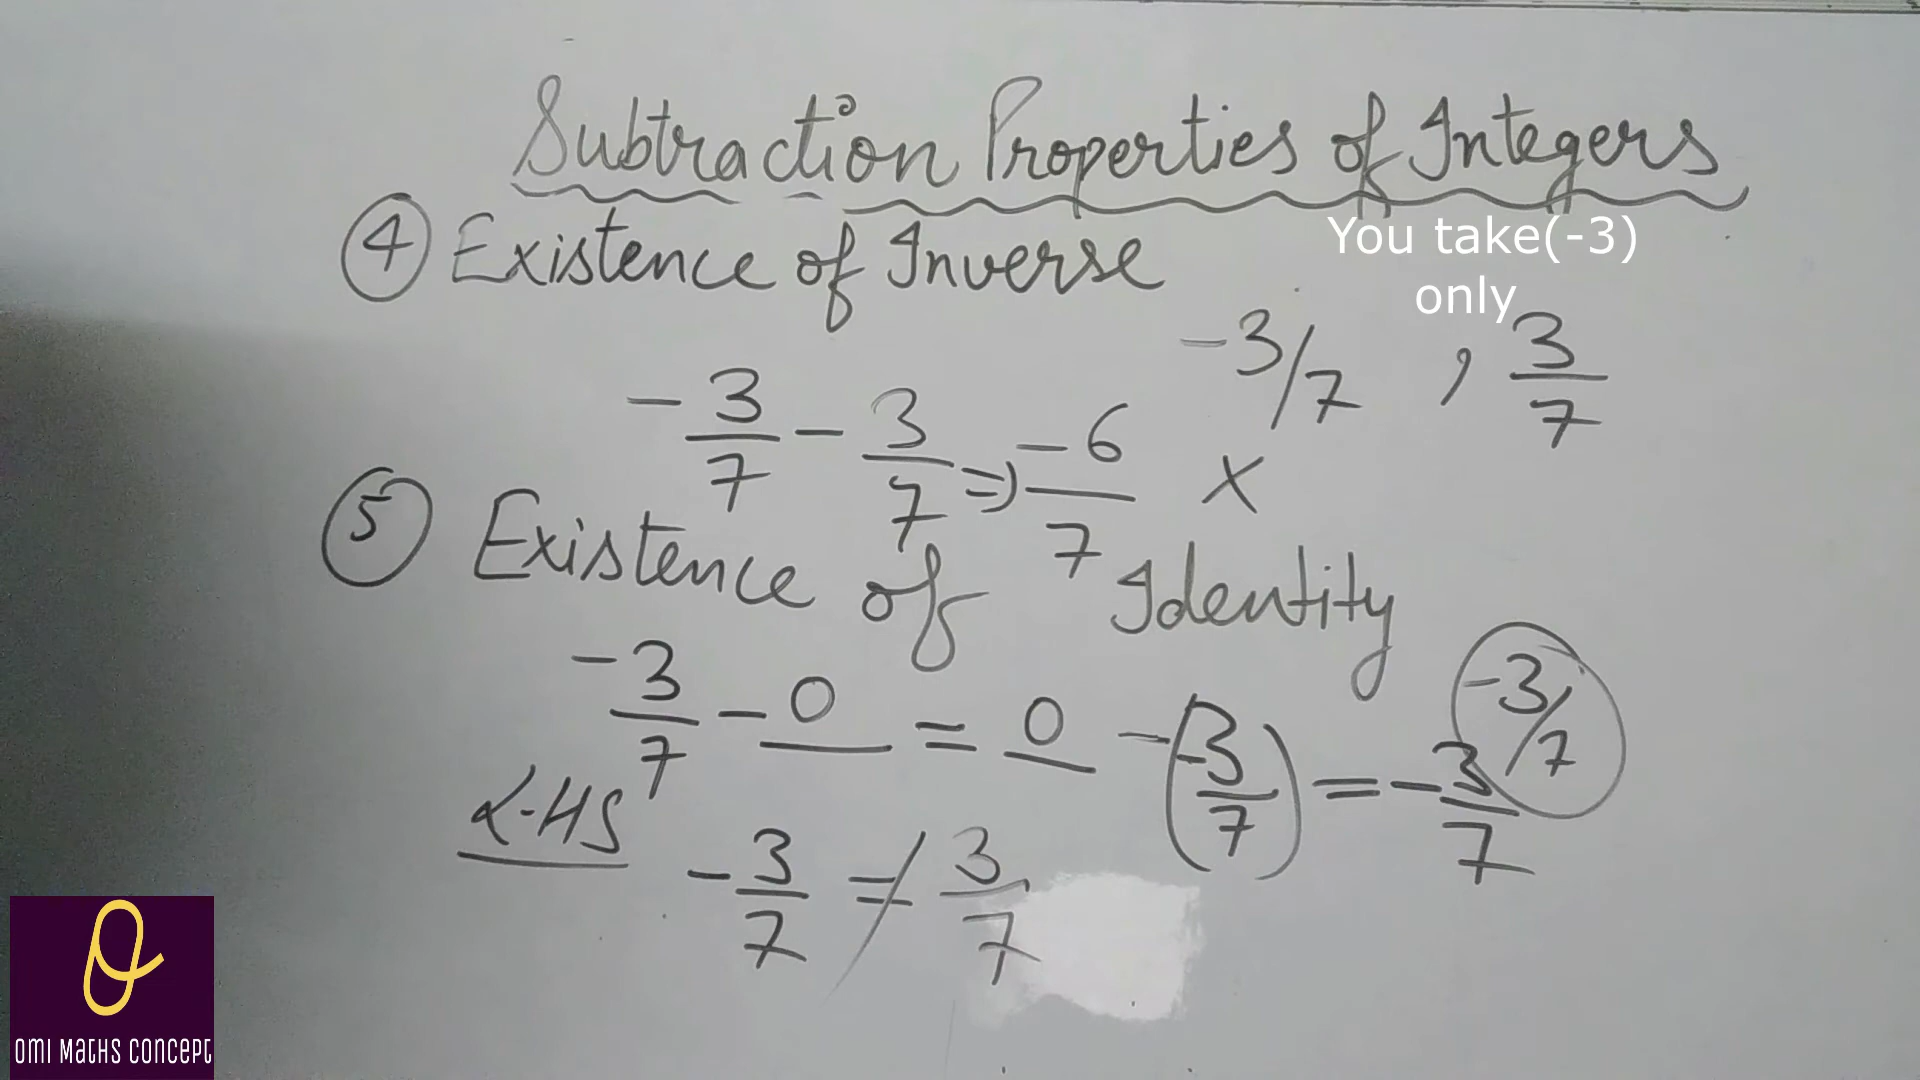 Subtraction Properties of Integers
④ Existence of Inverse
You take(-3)
only
-3/7 , 3/7
-3/7 - 3/7 ⇒ -6/7 ×
⑤ Existence of Identity
-3/7
-3/7 - 0 = 0 - (-3/7) = -3/7
L-HS
-3/7 ≠ 3/7
OMI MATHS CONCEPT